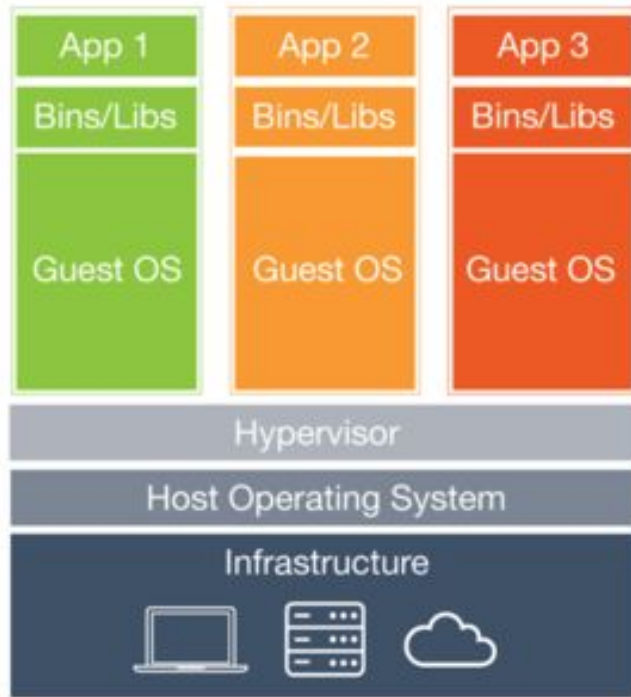 App 1
App 2
App 3
Bins/Libs
Bins/Libs
Bins/Libs
Guest OS
Guest OS
Guest OS
Hypervisor
Host Operating System
Infrastructure